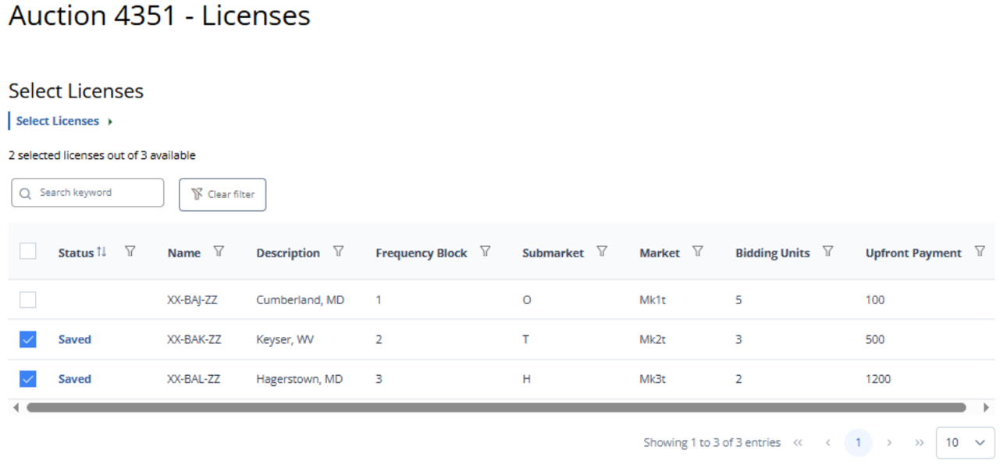 Auction 4351 - Licenses
Select Licenses
Select Licenses
2 selected licenses out of 3 available
Search keyword Clear filter
Status Name Description Frequency Block Submarket Market Bidding Units Upfront Payment
XX-BAJ-ZZ Cumberland, MD 1 O Mk1t 5 100
Saved XX-BAK-ZZ Keyser, WV 2 T Mk2t 3 500
Saved XX-BAL-ZZ Hagerstown, MD 3 H Mk3t 2 1200
Showing 1 to 3 of 3 entries « ‹ 1 › » 10